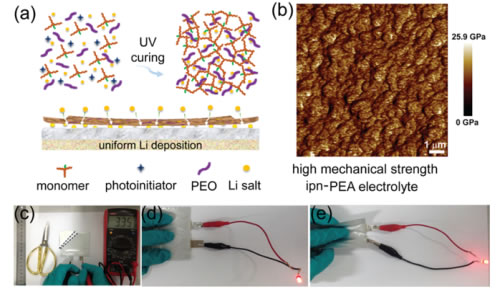 (a)
UV
curing
uniform Li deposition
monomer
photoinitiator
PEO
Li salt
(b)
25.9 GPa
0 GPa
1 μm
high mechanical strength
ipn-PEA electrolyte
(c)
(d)
(e)